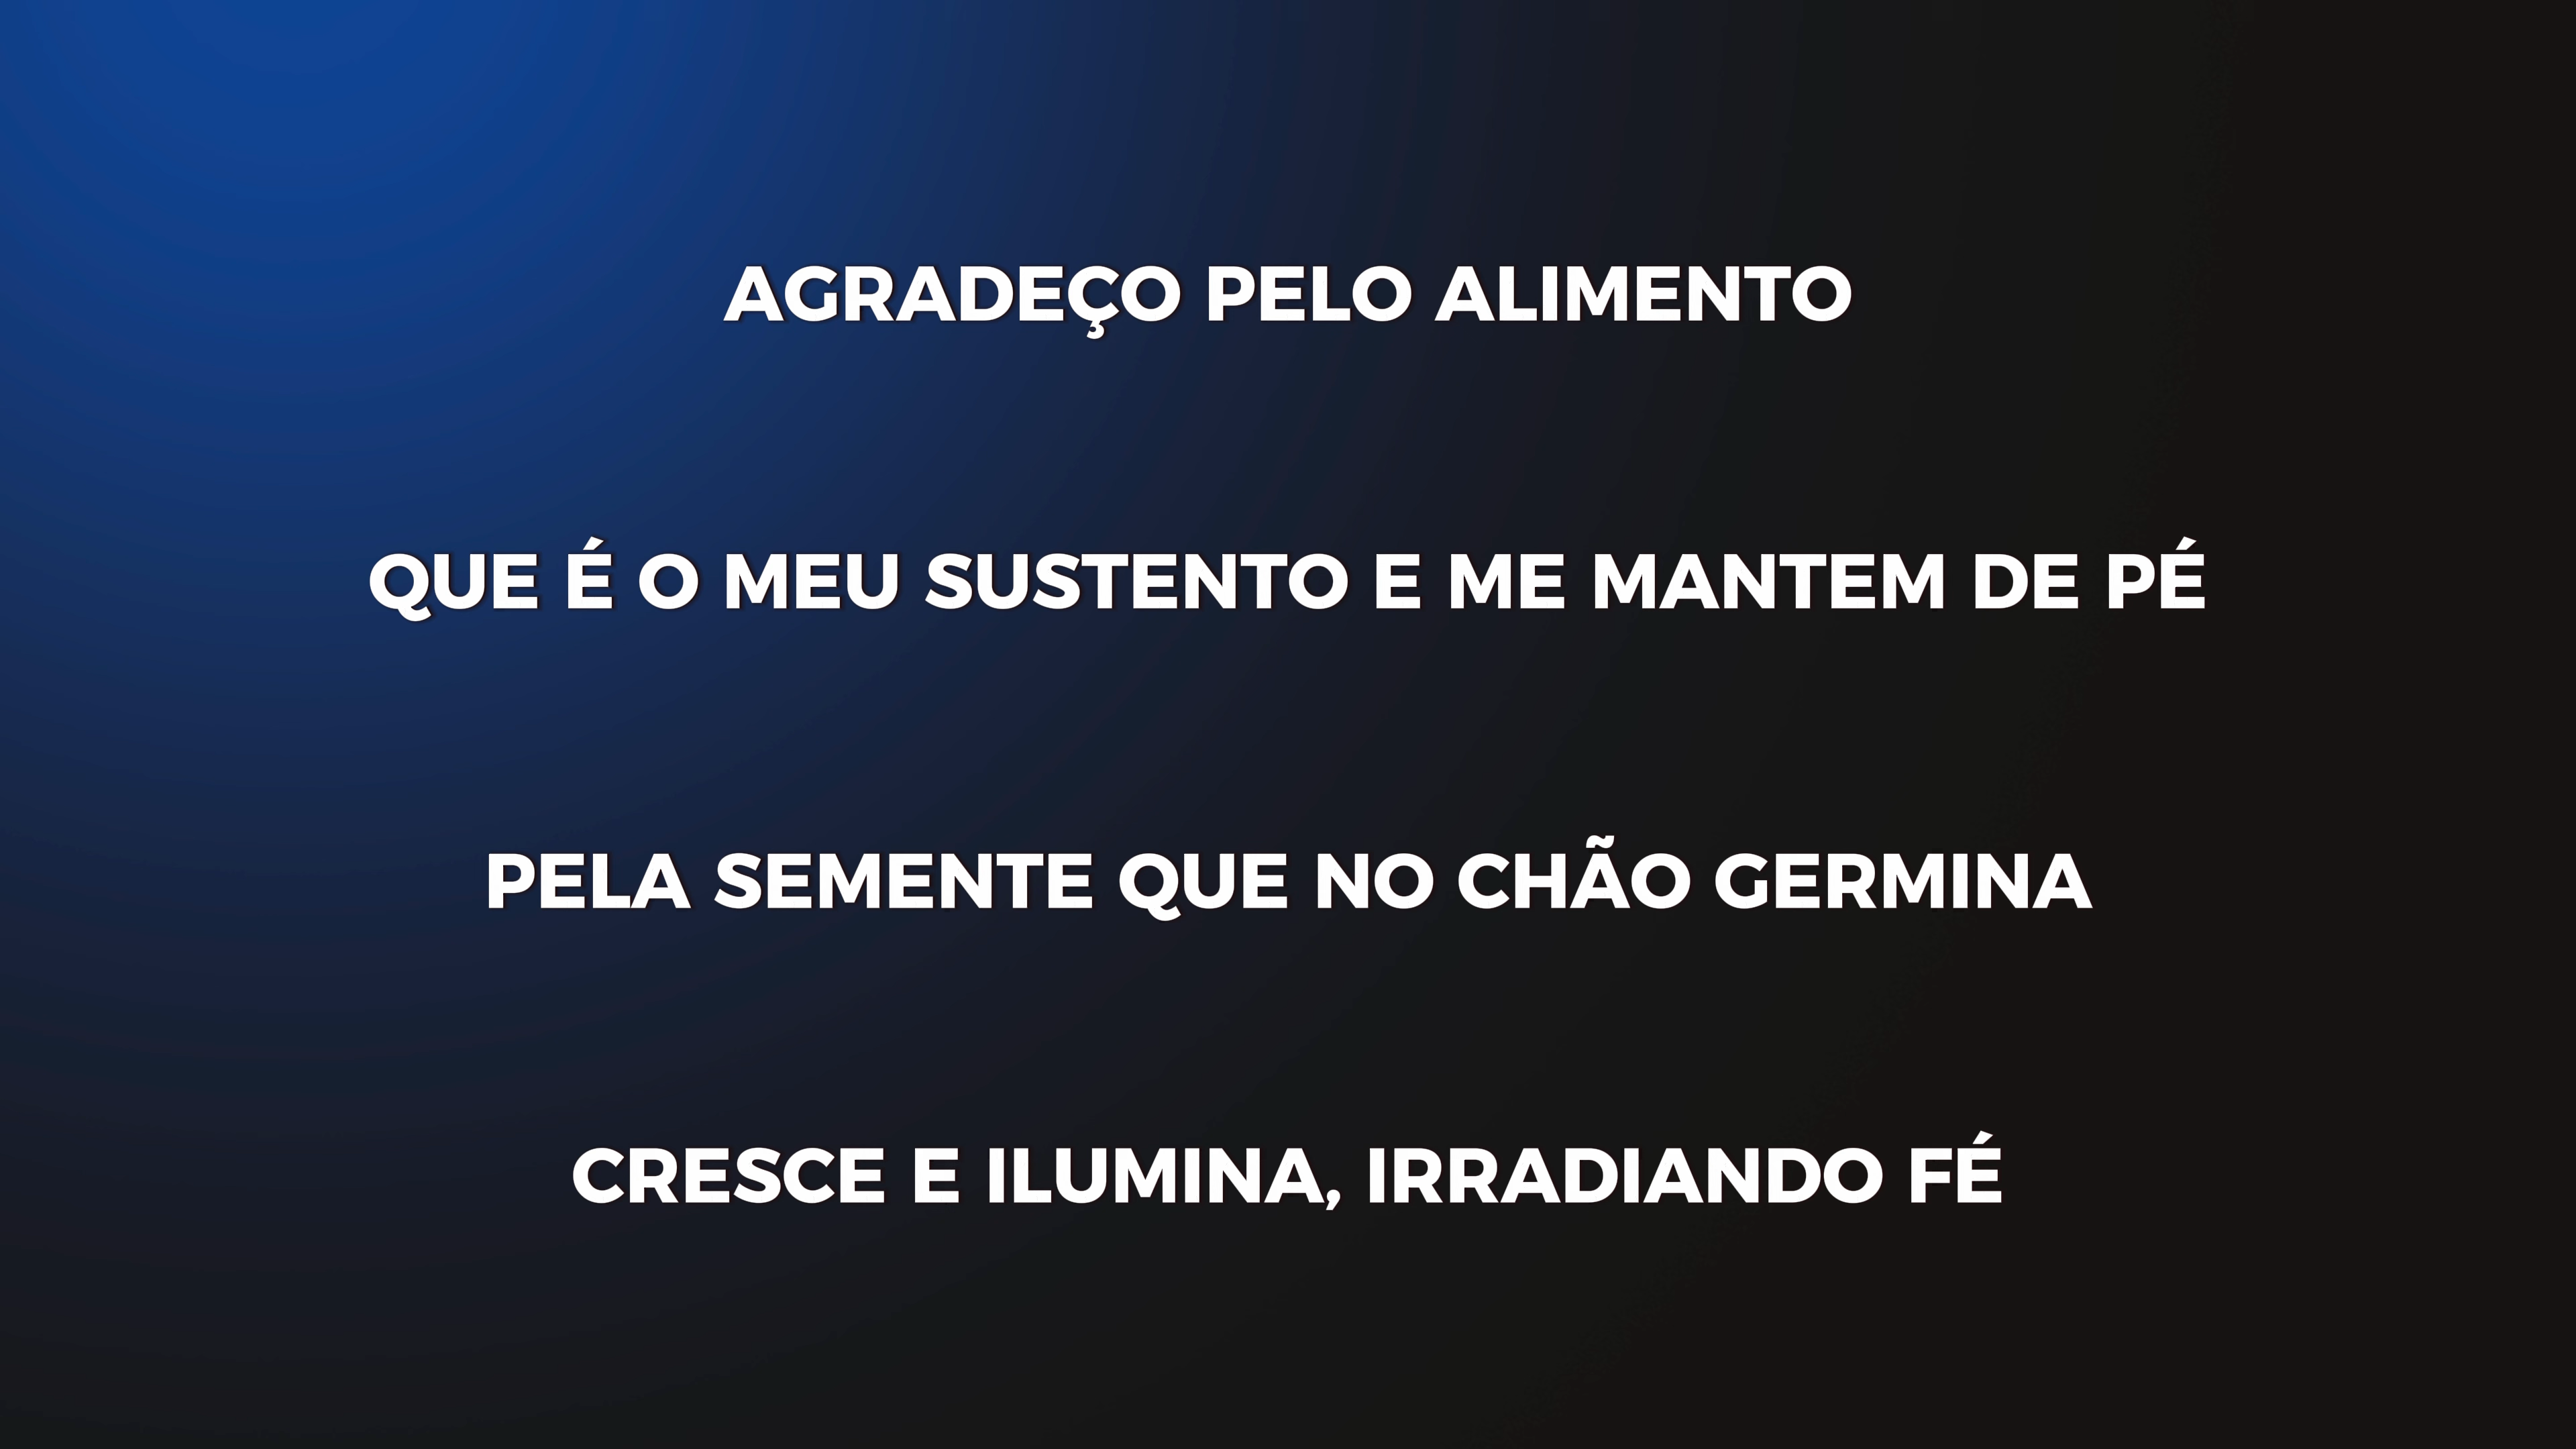 AGRADEÇO PELO ALIMENTO
QUE É O MEU SUSTENTO E ME MANTEM DE PÉ
PELA SEMENTE QUE NO CHÃO GERMINA
CRESCE E ILUMINA, IRRADIANDO FÉ